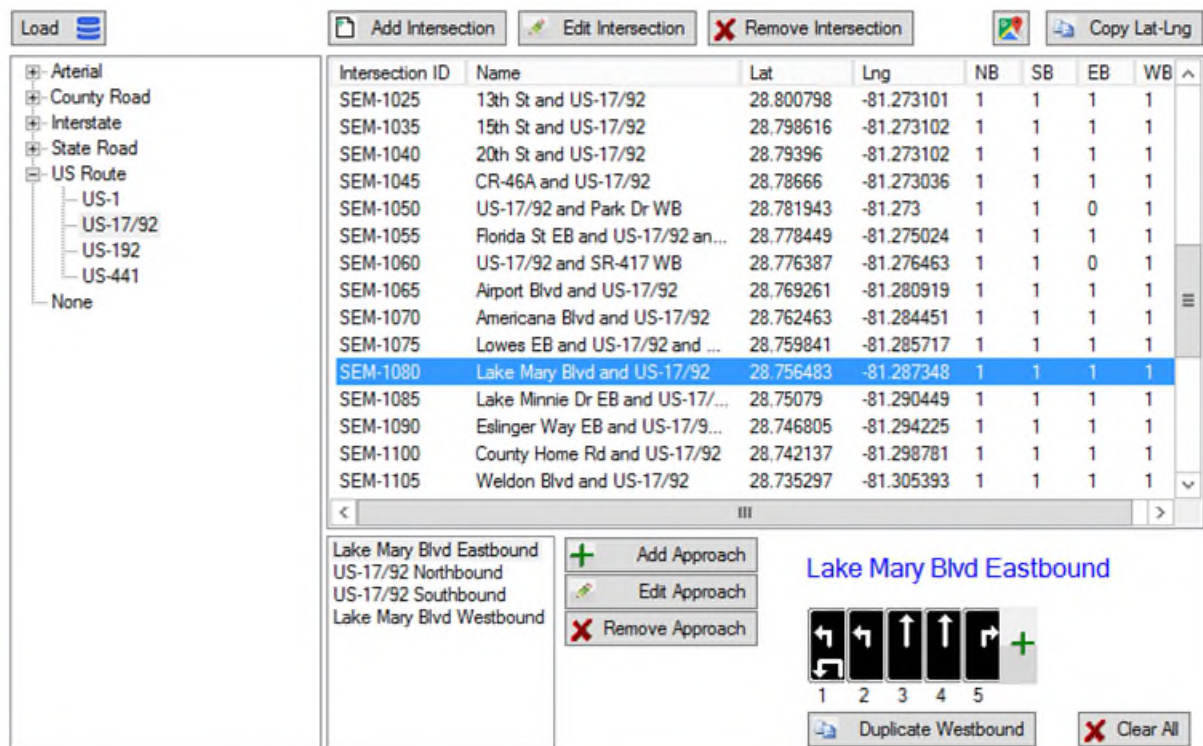 Load Add Intersection Edit Intersection Remove Intersection Copy Lat-Lng
Arterial
County Road
Interstate
State Road
US Route
US-1
US-17/92
US-192
US-441
None
Intersection ID Name Lat Lng NB SB EB WB
SEM-1025 13th St and US-17/92 28.800798 -81.273101 1 1 1 1
SEM-1035 15th St and US-17/92 28.798616 -81.273102 1 1 1 1
SEM-1040 20th St and US-17/92 28.79396 -81.273102 1 1 1 1
SEM-1045 CR-46A and US-17/92 28.78666 -81.273036 1 1 1 1
SEM-1050 US-17/92 and Park Dr WB 28.781943 -81.273 1 1 0 1
SEM-1055 Florida St EB and US-17/92 an... 28.778449 -81.275024 1 1 1 1
SEM-1060 US-17/92 and SR-417 WB 28.776387 -81.276463 1 1 0 1
SEM-1065 Airport Blvd and US-17/92 28.769261 -81.280919 1 1 1 1
SEM-1070 Americana Blvd and US-17/92 28.762463 -81.284451 1 1 1 1
SEM-1075 Lowes EB and US-17/92 and ... 28.759841 -81.285717 1 1 1 1
SEM-1080 Lake Mary Blvd and US-17/92 28.756483 -81.287348 1 1 1 1
SEM-1085 Lake Minnie Dr EB and US-17/... 28.75079 -81.290449 1 1 1 1
SEM-1090 Eslinger Way EB and US-17/9... 28.746805 -81.294225 1 1 1 1
SEM-1100 County Home Rd and US-17/92 28.742137 -81.298781 1 1 1 1
SEM-1105 Weldon Blvd and US-17/92 28.735297 -81.305393 1 1 1 1
Lake Mary Blvd Eastbound
US-17/92 Northbound
US-17/92 Southbound
Lake Mary Blvd Westbound
Add Approach
Edit Approach
Remove Approach
Lake Mary Blvd Eastbound
1 2 3 4 5
Duplicate Westbound Clear All